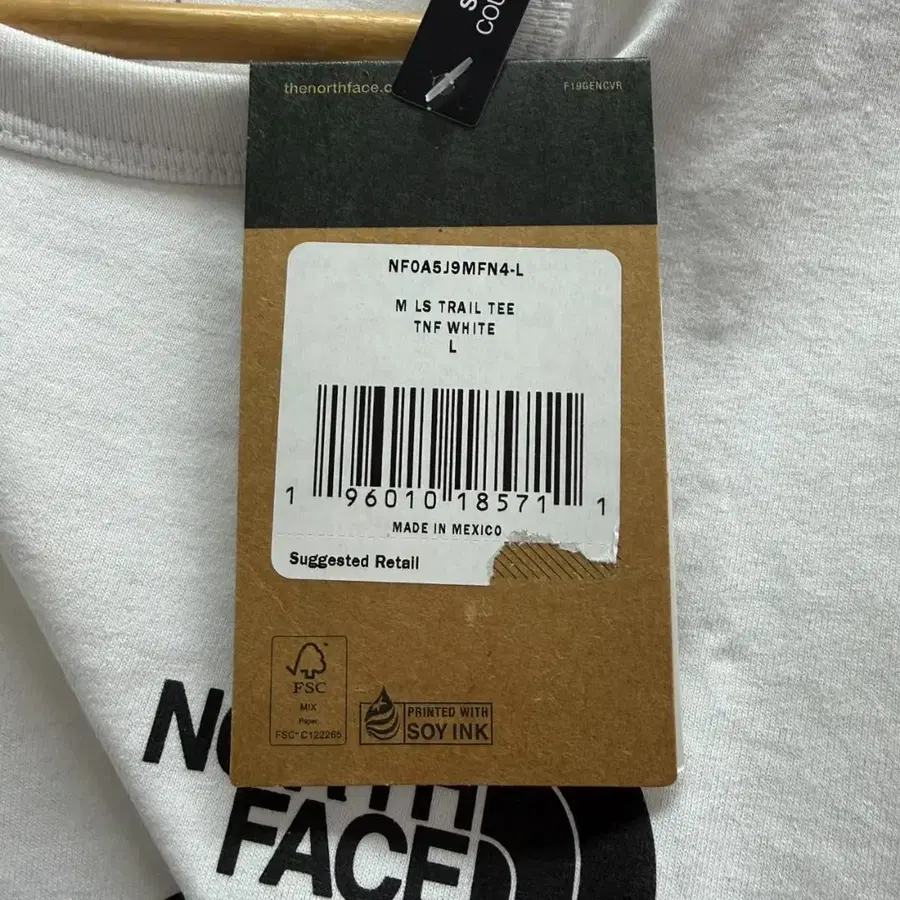 thenorthface.c
F19GENCVR
NF0A5J9MFN4-L
M LS TRAIL TEE
TNF WHITE
L
1 96010 18571 1
MADE IN MEXICO
Suggested Retail
FSC
MIX
Paper
FSC® C122265
PRINTED WITH
SOY INK
NORTH
FACE